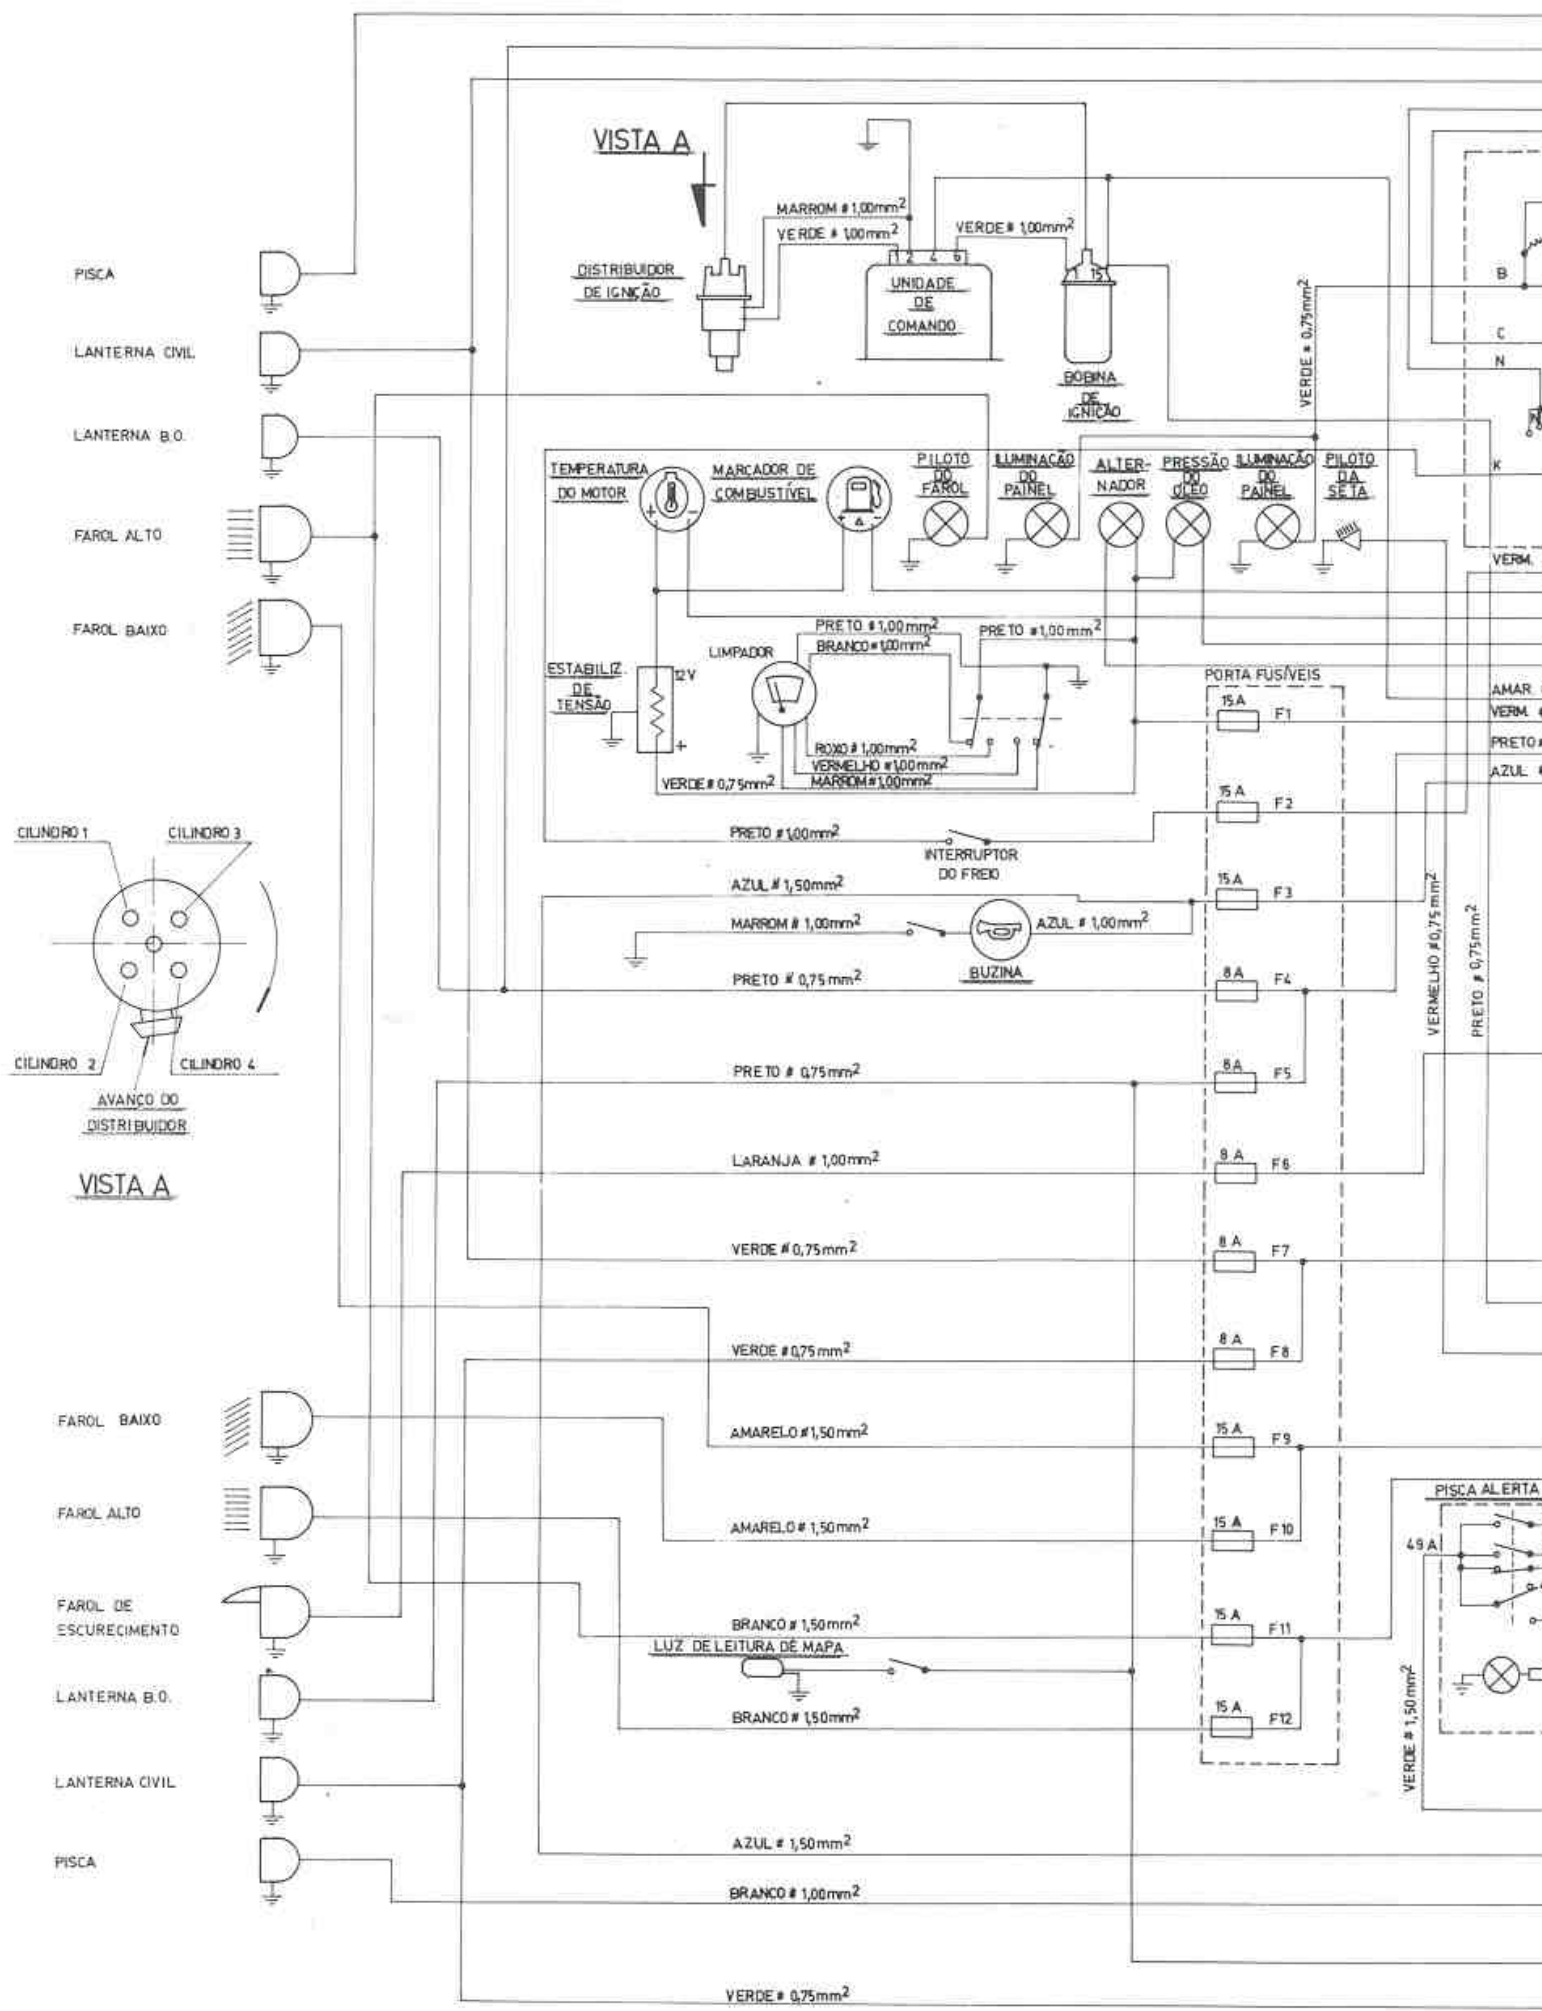 VISTA A
MARROM # 1,00mm²
VERDE # 1,00mm²
VERDE # 1,00mm²
DISTRIBUIDOR
DE IGNIÇÃO
1 2 4 6
UNIDADE
DE
COMANDO
1 15
BOBINA
DE
IGNIÇÃO
VERDE # 0,75mm²
B
C
N
K
VERM.
PISCA
LANTERNA CIVIL
LANTERNA B.O.
FAROL ALTO
FAROL BAIXO
TEMPERATURA
DO MOTOR
+ -
MARCADOR DE
COMBUSTÍVEL
+ -
PILOTO
DO
FAROL
ILUMINAÇÃO
DO
PAINEL
ALTER-
NADOR
PRESSÃO
DO
ÓLEO
ILUMINAÇÃO
DO
PAINEL
PILOTO
DA
SETA
PRETO # 1,00mm²
BRANCO # 1,00mm²
PRETO # 1,00mm²
LIMPADOR
ESTABILIZ.
DE
TENSÃO
12V
+
ROXO # 1,00mm²
VERMELHO # 1,00mm²
MARROM # 1,00mm²
VERDE # 0,75mm²
PORTA FUSÍVEIS
15 A F1
AMAR.
VERM. #
PRETO #
AZUL #
15 A F2
PRETO # 1,00mm²
INTERRUPTOR
DO FREIO
AZUL # 1,50mm²
15 A F3
MARROM # 1,00mm²
AZUL # 1,00mm²
BUZINA
PRETO # 0,75mm²
8 A F4
VERMELHO # 0,75mm²
PRETO # 0,75mm²
PRETO # 0,75mm²
8 A F5
LARANJA # 1,00mm²
8 A F6
VERDE # 0,75mm²
8 A F7
VERDE # 0,75mm²
8 A F8
AMARELO # 1,50mm²
15 A F9
AMARELO # 1,50mm²
15 A F10
BRANCO # 1,50mm²
15 A F11
LUZ DE LEITURA DE MAPA
BRANCO # 1,50mm²
15 A F12
PISCA ALERTA
49 A
VERDE # 1,50mm²
CILINDRO 1
CILINDRO 3
CILINDRO 2
CILINDRO 4
AVANÇO DO
DISTRIBUIDOR
VISTA A
FAROL BAIXO
FAROL ALTO
FAROL DE
ESCURECIMENTO
LANTERNA B.O.
LANTERNA CIVIL
PISCA
AZUL # 1,50mm²
BRANCO # 1,00mm²
VERDE # 0,75mm²